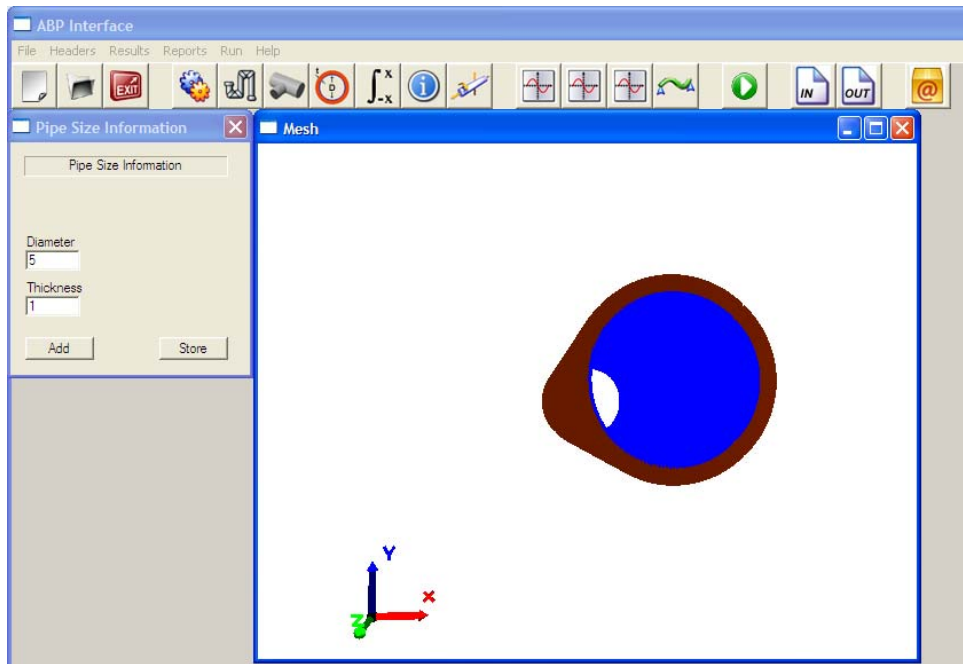 ABP Interface
File Headers Results Reports Run Help
EXIT t D ∫ x -x i IN OUT @
Pipe Size Information
Mesh
Pipe Size Information
Diameter
5
Thickness
1
Add Store
Y
X
Z